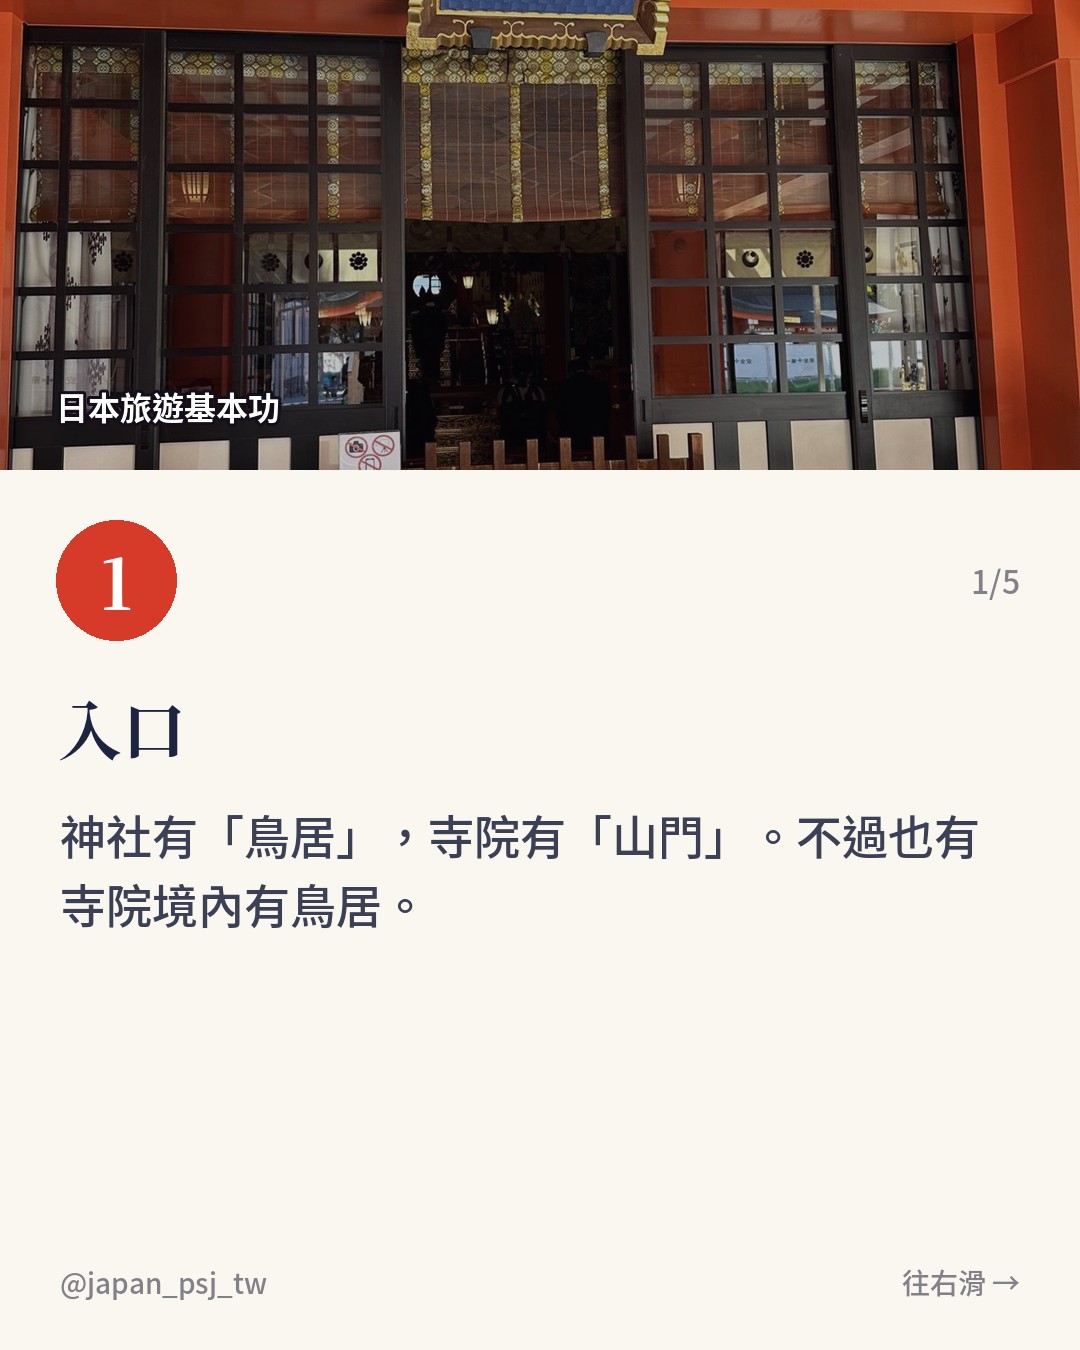 日本旅遊基本功
1
1/5
入口
神社有「鳥居」，寺院有「山門」。不過也有
寺院境內有鳥居。
@japan_psj_tw
往右滑 →